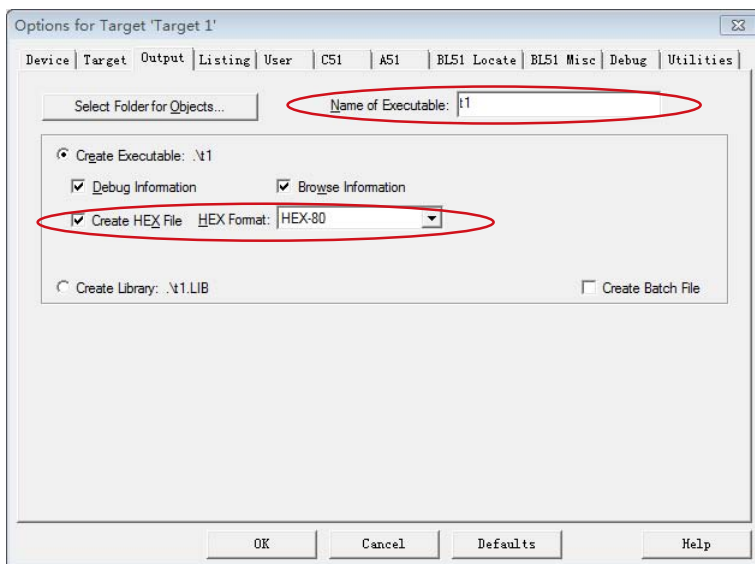 Options for Target 'Target 1'
Device Target Output Listing User C51 A51 BL51 Locate BL51 Misc Debug Utilities
Select Folder for Objects... Name of Executable: t1
Create Executable: .\t1
Debug Information Browse Information
Create HEX File HEX Format: HEX-80
Create Library: .\t1.LIB Create Batch File
OK Cancel Defaults Help